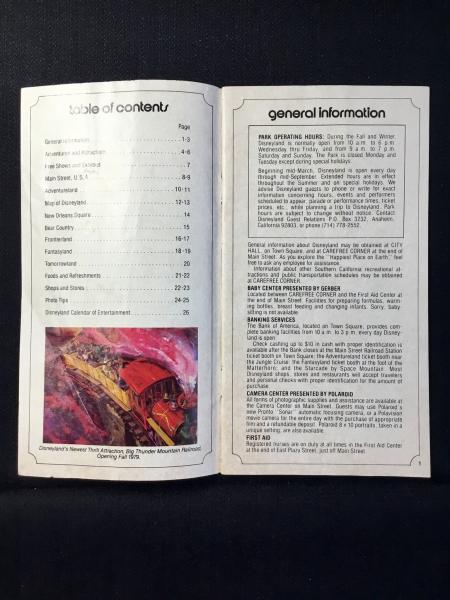 table of contents
Page
General Information 1-3
Adventures and Attractions 4-6
Free Shows and Exhibits 7
Main Street, U.S.A. 8-9
Adventureland 10-11
Map of Disneyland 12-13
New Orleans Square 14
Bear Country 15
Frontierland 16-17
Fantasyland 18-19
Tomorrowland 20
Foods and Refreshments 21-22
Shops and Stores 22-23
Photo Tips 24-25
Disneyland Calendar of Entertainment 26
Disneyland's Newest Thrill Attraction, Big Thunder Mountain Railroad,
Opening Fall 1979.
general information
PARK OPERATING HOURS: During the Fall and Winter,
Disneyland is normally open from 10 a.m. to 6 p.m.
Wednesday thru Friday, and from 9 a.m. to 7 p.m.
Saturday and Sunday. The Park is closed Monday and
Tuesday except during special holidays.
Beginning mid-March, Disneyland is open every day
through mid-September. Extended hours are in effect
throughout the Summer and on special holidays. We
advise Disneyland guests to phone or write for exact
information concerning hours, events and performers
scheduled to appear, parade or performance times, ticket
prices, etc., while planning a trip to Disneyland. Park
hours are subject to change without notice. Contact
Disneyland Guest Relations P.O. Box 3232, Anaheim,
California 92803, or phone (714) 778-2552.
General information about Disneyland may be obtained at CITY
HALL, on Town Square, and at CAREFREE CORNER at the end of
Main Street. As you explore the "Happiest Place on Earth," feel
free to ask any employee for assistance.
Information about other Southern California recreational at-
tractions and public transportation schedules may be obtained
at CAREFREE CORNER.
BABY CENTER PRESENTED BY GERBER
Located between CAREFREE CORNER and the First Aid Center at
the end of Main Street. Facilities for preparing formulas, warm-
ing bottles, breast feeding and changing infants. Sorry, baby-
sitting is not available.
BANKING SERVICES
The Bank of America, located on Town Square, provides com-
plete banking facilities from 10 a.m. to 3 p.m. every day Disney-
land is open.
Check cashing up to $10 in cash with proper identification is
available after the Bank closes at the Main Street Railroad Station
ticket booth on Town Square; the Adventureland ticket booth near
the Jungle Cruise; the Fantasyland ticket booth at the foot of the
Matterhorn; and the Starcade by Space Mountain. Most
Disneyland shops, stores and restaurants will accept travelers
and personal checks with proper identification for the amount of
purchase.
CAMERA CENTER PRESENTED BY POLAROID
All forms of photographic supplies and assistance are available at
the Camera Center on Main Street. Guests may use Polaroid's
new Pronto "Sonar" automatic focusing camera, or a Polavision
movie camera for the entire day with the purchase of appropriate
film and a refundable deposit. Polaroid 8 x 10 portraits, taken in a
unique setting, are also available.
FIRST AID
Registered nurses are on duty at all times in the First Aid Center
at the end of East Plaza Street, just off Main Street.
1